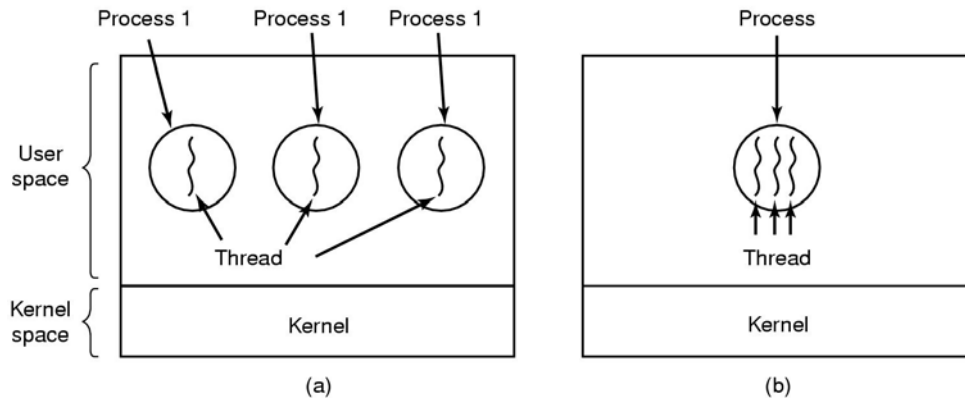 Process 1
Process 1
Process 1
Process
User
space
Thread
Thread
Kernel
space
Kernel
Kernel
(a)
(b)